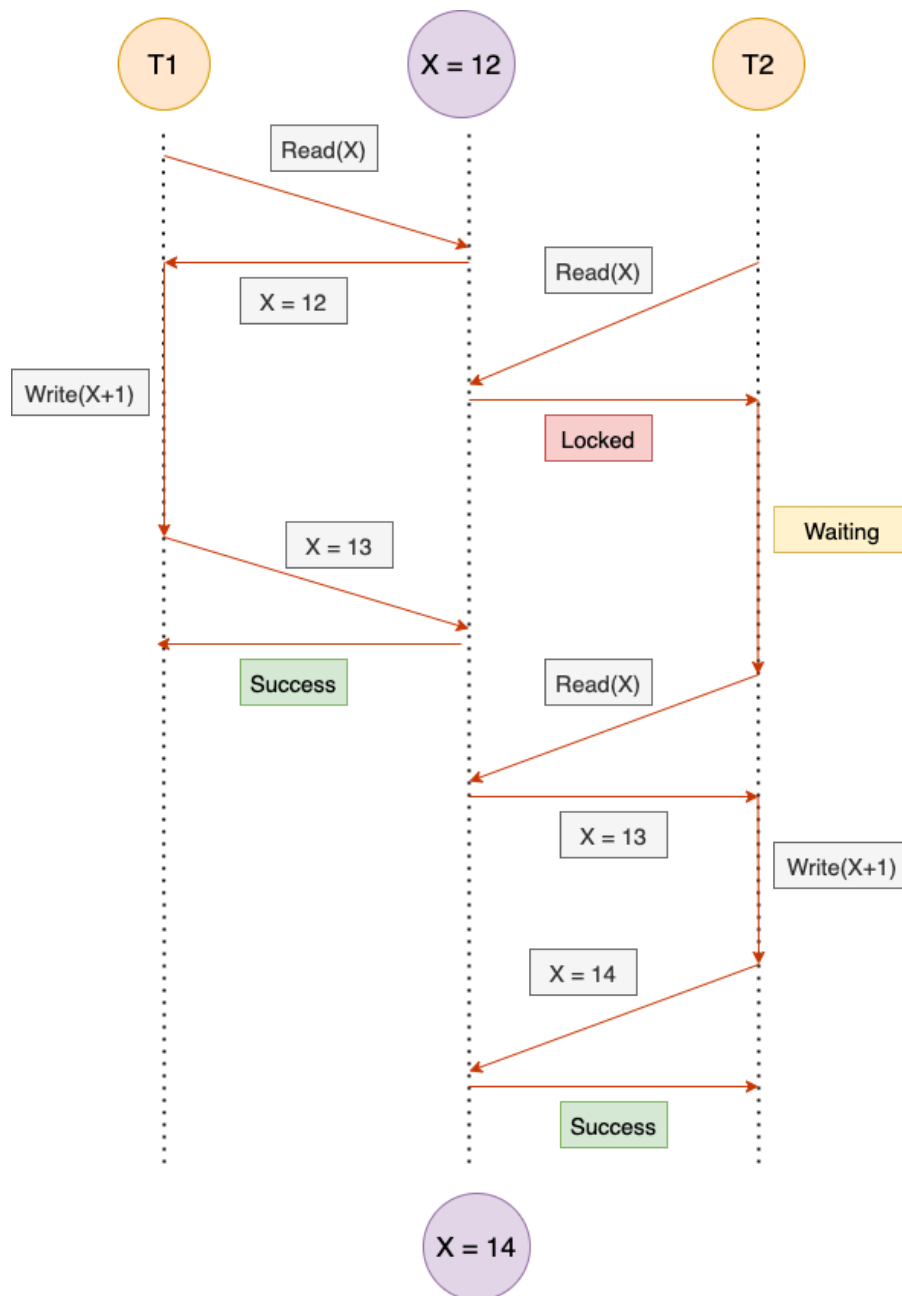 T1
X = 12
T2
Read(X)
Read(X)
X = 12
Write(X+1)
Locked
Waiting
X = 13
Success
Read(X)
X = 13
Write(X+1)
X = 14
Success
X = 14